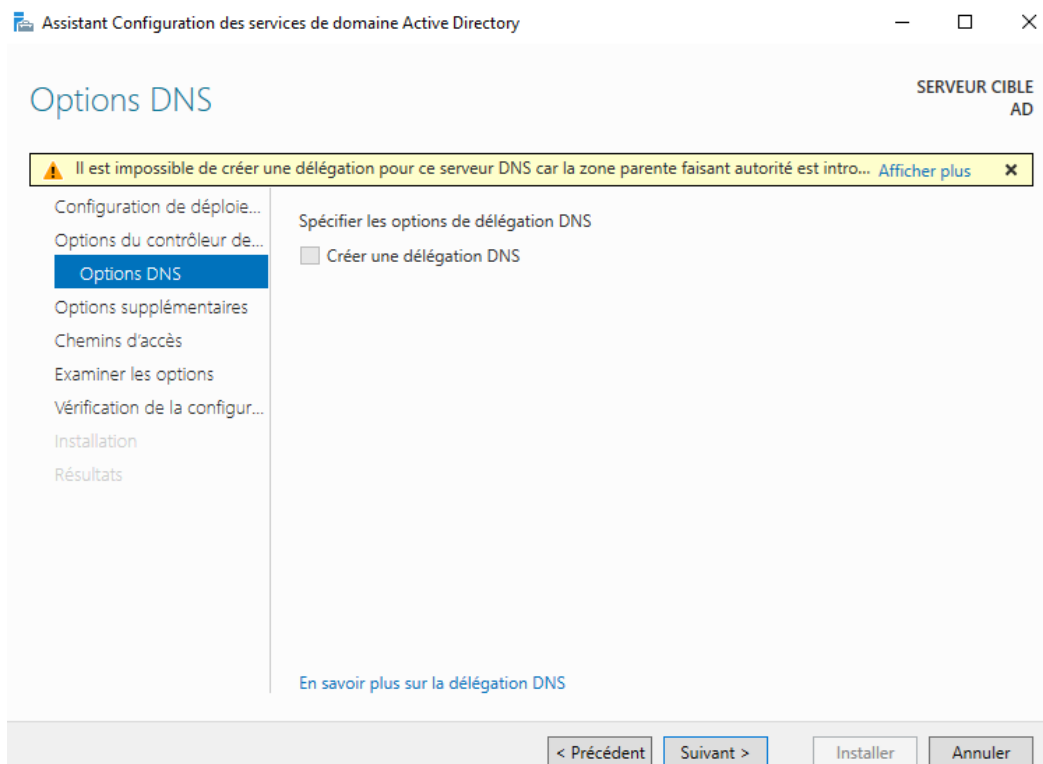 Assistant Configuration des services de domaine Active Directory
Options DNS
SERVEUR CIBLE
AD
Il est impossible de créer une délégation pour ce serveur DNS car la zone parente faisant autorité est intro... Afficher plus
Configuration de déploie...
Options du contrôleur de...
Options DNS
Options supplémentaires
Chemins d'accès
Examiner les options
Vérification de la configur...
Installation
Résultats
Spécifier les options de délégation DNS
Créer une délégation DNS
En savoir plus sur la délégation DNS
< Précédent Suivant > Installer Annuler